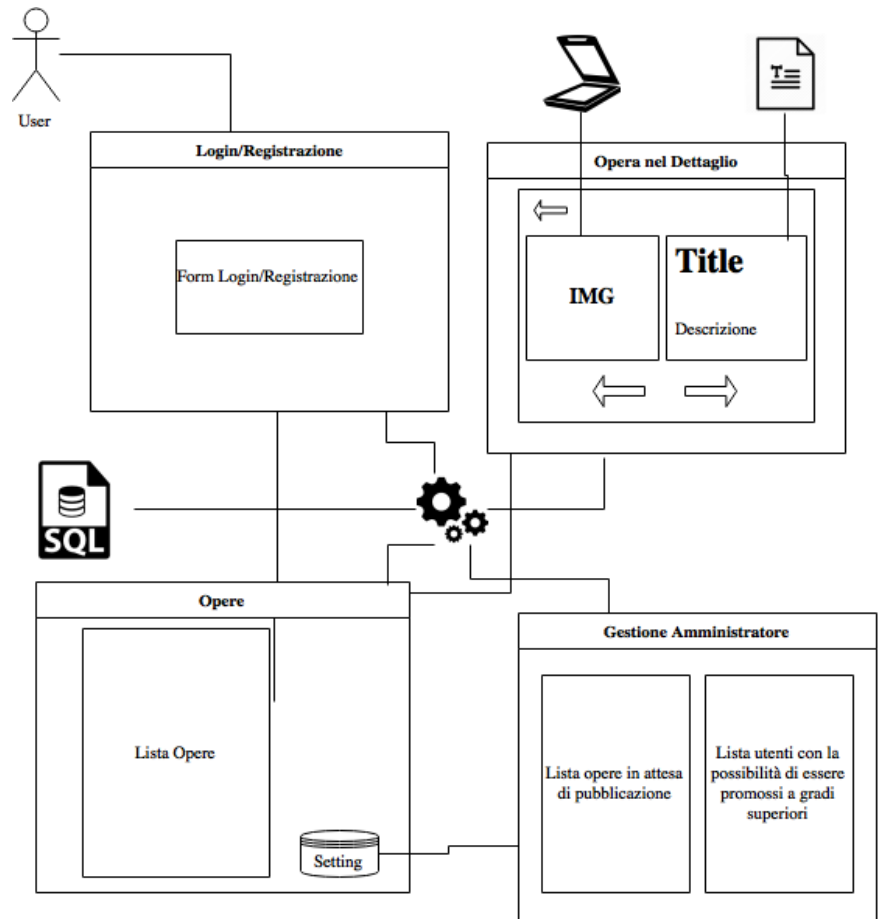 User
Login/Registrazione
Form Login/Registrazione
T
Opera nel Dettaglio
IMG
Title
Descrizione
SQL
Opere
Lista Opere
Setting
Gestione Amministratore
Lista opere in attesa
di pubblicazione
Lista utenti con la
possibilità di essere
promossi a gradi
superiori